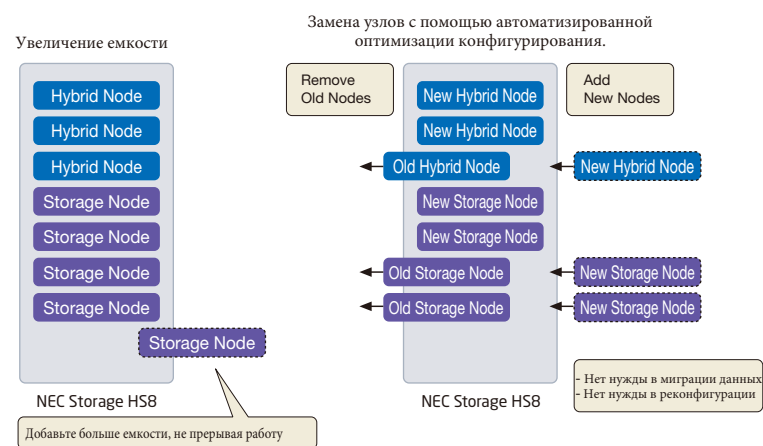 Увеличение емкости
Hybrid Node
Hybrid Node
Hybrid Node
Storage Node
Storage Node
Storage Node
Storage Node
Storage Node
NEC Storage HS8
Добавьте больше емкости, не прерывая работу
Замена узлов с помощью автоматизированной
оптимизации конфигурирования.
Remove
Old Nodes
Add
New Nodes
New Hybrid Node
New Hybrid Node
Old Hybrid Node
New Hybrid Node
New Storage Node
New Storage Node
Old Storage Node
New Storage Node
Old Storage Node
New Storage Node
NEC Storage HS8
- Нет нужды в миграции данных
- Нет нужды в реконфигурации